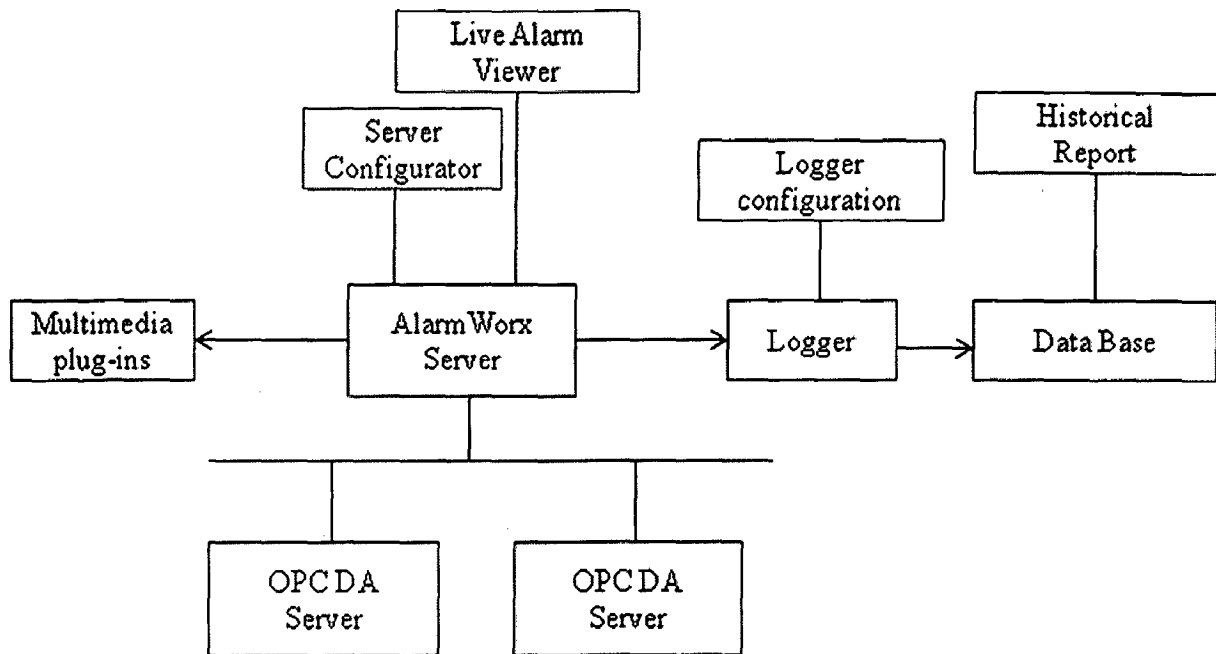 Live Alarm
Viewer
Server
Configurator
Logger
configuration
Historical
Report
Multimedia
plug-ins
AlarmWorx
Server
Logger
Data Base
OPC DA
Server
OPC DA
Server